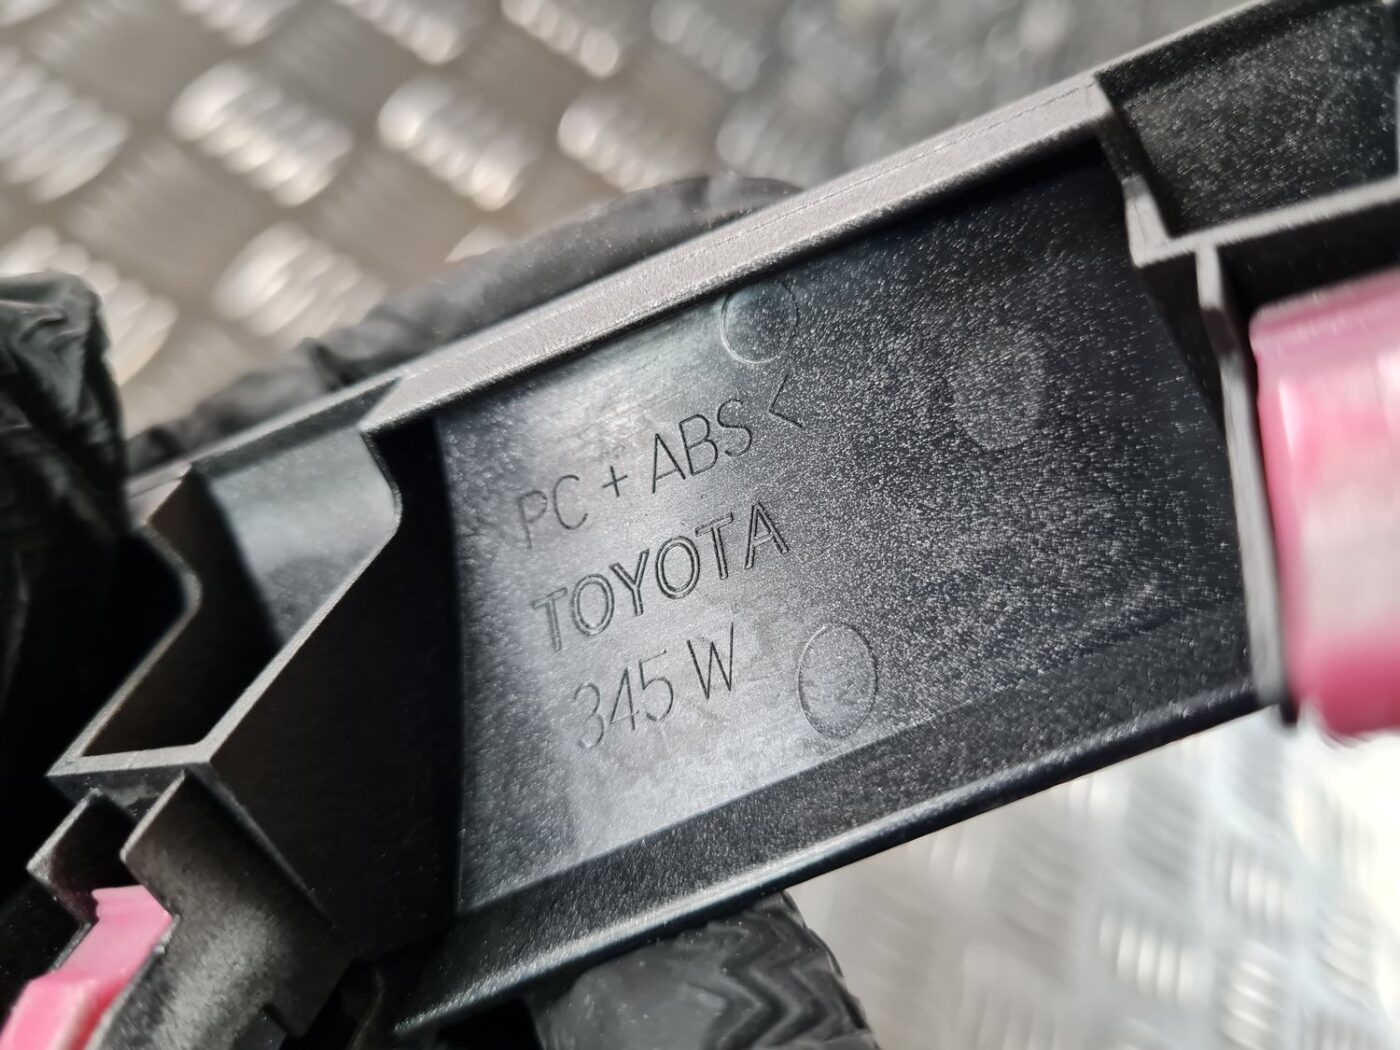 PC + ABS <
TOYOTA
345 W